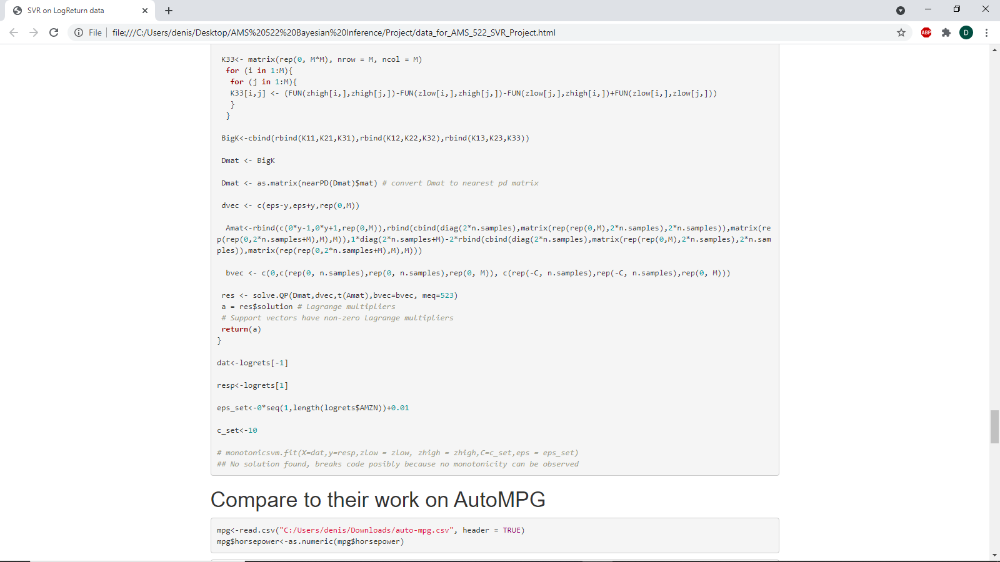 SVR on LogReturn data
File file:///C:/Users/denis/Desktop/AMS%20522%20Bayesian%20Inference/Project/data_for_AMS_522_SVR_Project.html
ABP
D
K33<- matrix(rep(0, M*M), nrow = M, ncol = M)
for (i in 1:M){
for (j in 1:M){
K33[i,j] <- (FUN(zhigh[i,],zhigh[j,])-FUN(zlow[i,],zhigh[j,])-FUN(zlow[j,],zhigh[i,])+FUN(zlow[i,],zlow[j,]))
}
}
BigK<-cbind(rbind(K11,K21,K31),rbind(K12,K22,K32),rbind(K13,K23,K33))
Dmat <- BigK
Dmat <- as.matrix(nearPD(Dmat)$mat) # convert Dmat to nearest pd matrix
dvec <- c(eps-y,eps+y,rep(0,M))
Amat<-rbind(c(0*y-1,0*y+1,rep(0,M)),rbind(cbind(diag(2*n.samples),matrix(rep(rep(0,M),2*n.samples),2*n.samples)),matrix(re
p(rep(0,2*n.samples+M),M),M)),1*diag(2*n.samples+M)-2*rbind(cbind(diag(2*n.samples),matrix(rep(rep(0,M),2*n.samples),2*n.sam
ples)),matrix(rep(rep(0,2*n.samples+M),M),M)))
bvec <- c(0,c(rep(0, n.samples),rep(0, n.samples),rep(0, M)), c(rep(-C, n.samples),rep(-C, n.samples),rep(0, M)))
res <- solve.QP(Dmat,dvec,t(Amat),bvec=bvec, meq=523)
a = res$solution # Lagrange multipliers
# Support vectors have non-zero Lagrange multipliers
return(a)
}
dat<-logrets[-1]
resp<-logrets[1]
eps_set<-0*seq(1,length(logrets$AMZN))+0.01
c_set<-10
# monotonicsvm.fit(X=dat,y=resp,zlow = zlow, zhigh = zhigh,C=c_set,eps = eps_set)
## No solution found, breaks code posibly because no monotonicity can be observed
Compare to their work on AutoMPG
mpg<-read.csv("C:/Users/denis/Downloads/auto-mpg.csv", header = TRUE)
mpg$horsepower<-as.numeric(mpg$horsepower)